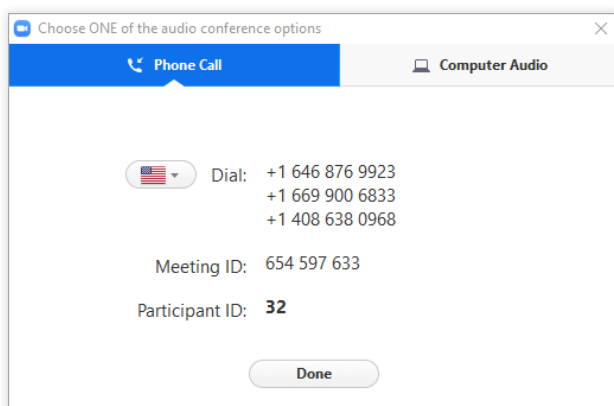 Choose ONE of the audio conference options
Phone Call
Computer Audio
Dial: +1 646 876 9923
+1 669 900 6833
+1 408 638 0968
Meeting ID: 654 597 633
Participant ID: 32
Done